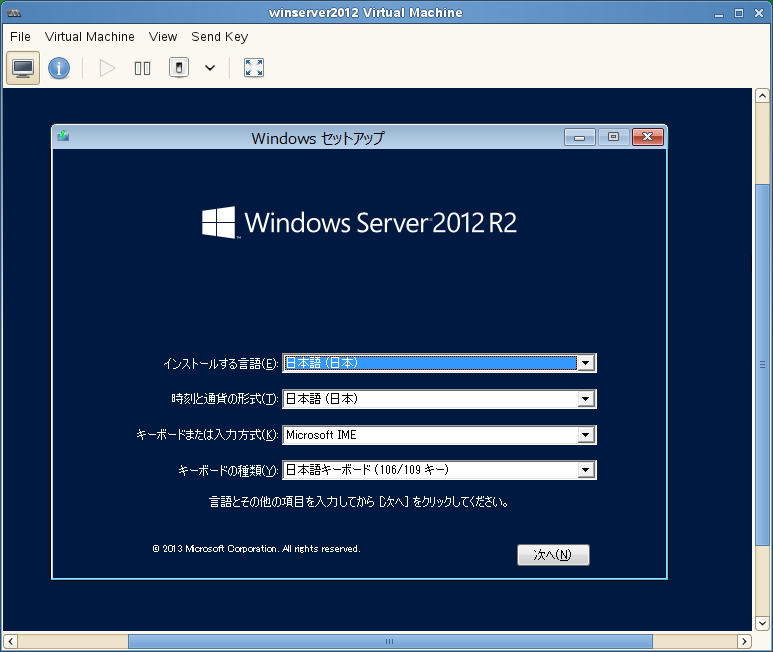 winserver2012 Virtual Machine
File Virtual Machine View Send Key
Windows セットアップ
Windows Server 2012 R2
インストールする言語(E): 日本語 (日本)
時刻と通貨の形式(T): 日本語 (日本)
キーボードまたは入力方式(K): Microsoft IME
キーボードの種類(Y): 日本語キーボード (106/109 キー)
言語とその他の項目を入力してから [次へ] をクリックしてください。
© 2013 Microsoft Corporation. All rights reserved.
次へ(N)